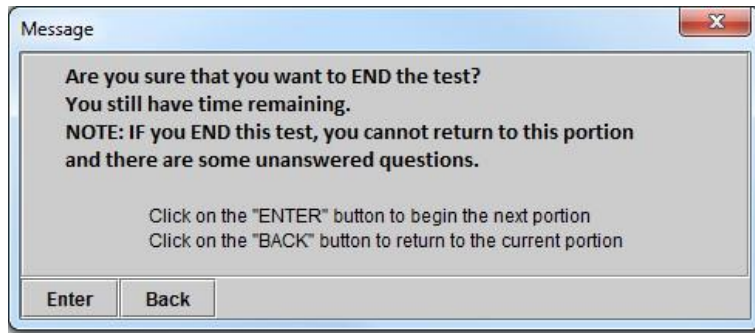 Message
Are you sure that you want to END the test?
You still have time remaining.
NOTE: IF you END this test, you cannot return to this portion
and there are some unanswered questions.
Click on the "ENTER" button to begin the next portion
Click on the "BACK" button to return to the current portion
Enter Back